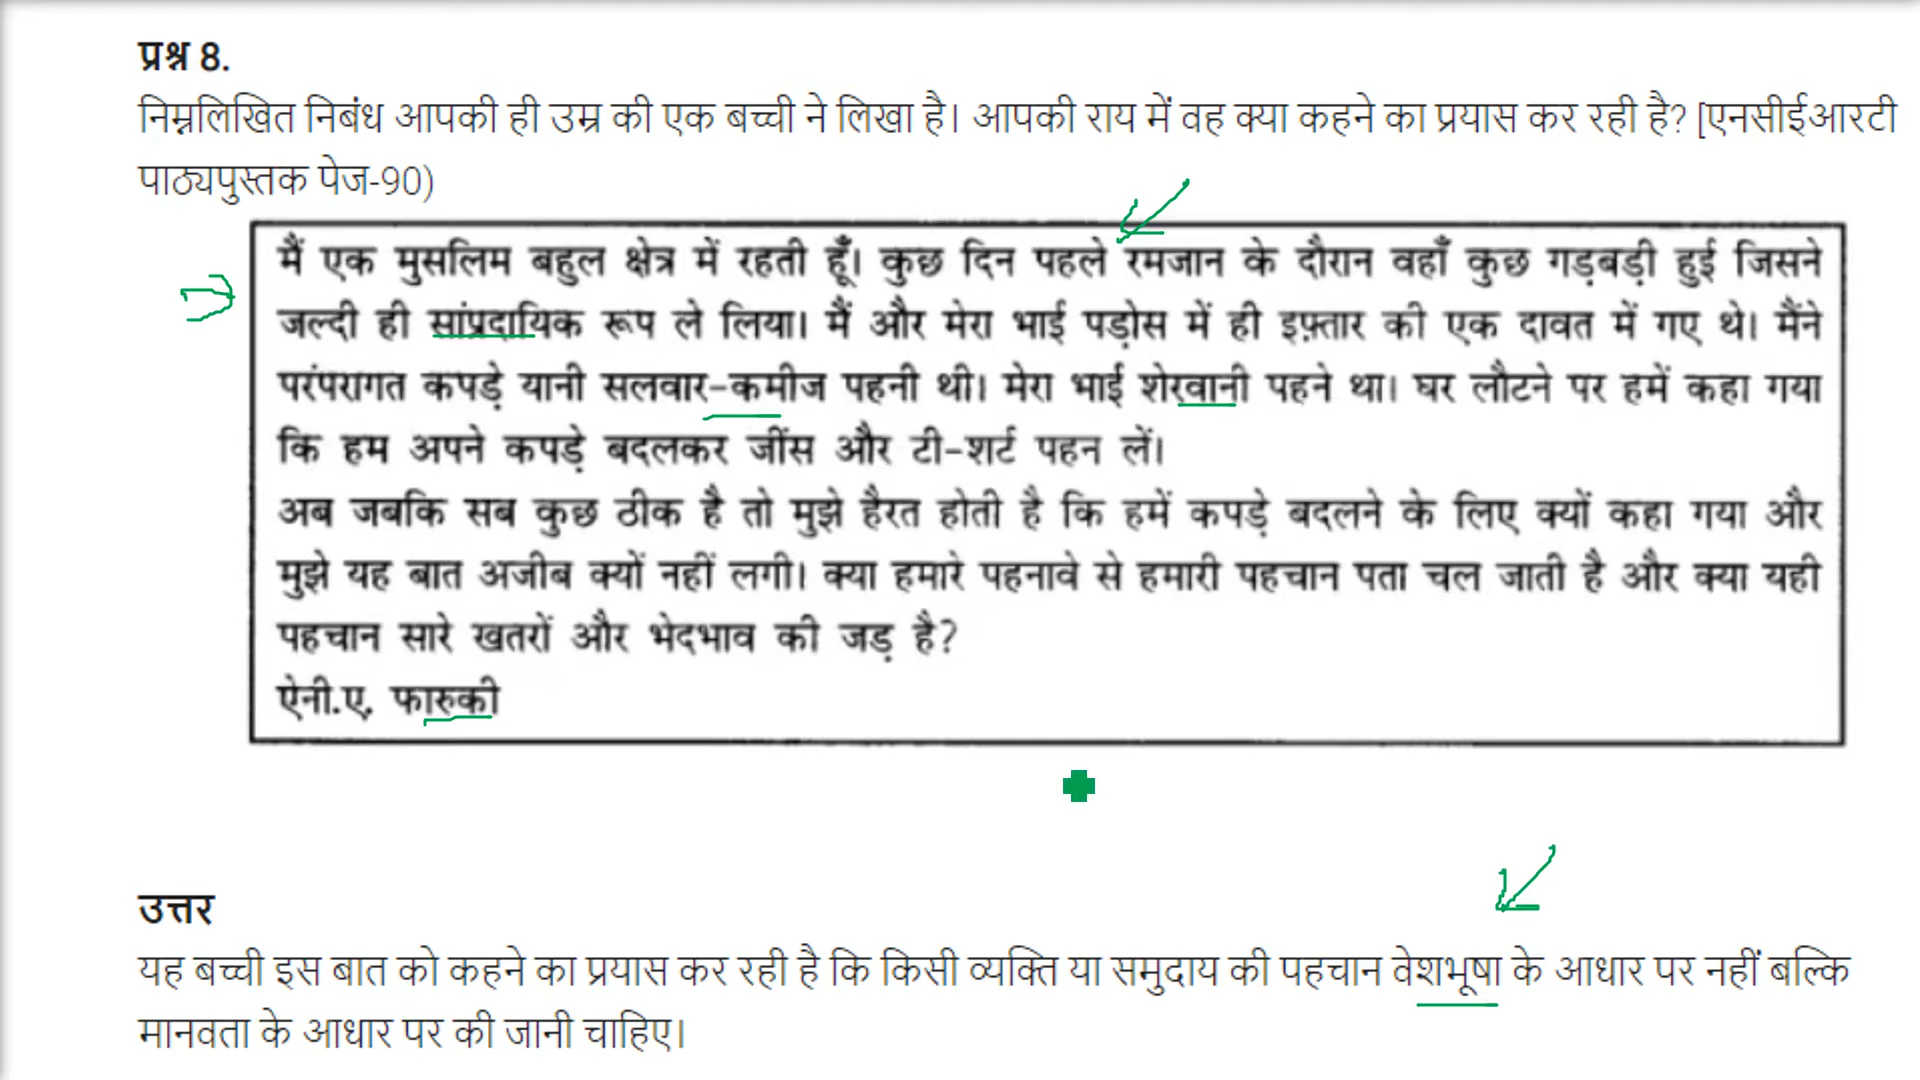 प्रश्न 8.
निम्नलिखित निबंध आपकी ही उम्र की एक बच्ची ने लिखा है। आपकी राय में वह क्या कहने का प्रयास कर रही है? [एनसीईआरटी
पाठ्यपुस्तक पेज-90)
मैं एक मुसलिम बहुल क्षेत्र में रहती हूँ। कुछ दिन पहले रमजान के दौरान वहाँ कुछ गड़बड़ी हुई जिसने
जल्दी ही सांप्रदायिक रूप ले लिया। मैं और मेरा भाई पड़ोस में ही इफ़्तार की एक दावत में गए थे। मैंने
परंपरागत कपड़े यानी सलवार-कमीज पहनी थी। मेरा भाई शेरवानी पहने था। घर लौटने पर हमें कहा गया
कि हम अपने कपड़े बदलकर जींस और टी-शर्ट पहन लें।
अब जबकि सब कुछ ठीक है तो मुझे हैरत होती है कि हमें कपड़े बदलने के लिए क्यों कहा गया और
मुझे यह बात अजीब क्यों नहीं लगी। क्या हमारे पहनावे से हमारी पहचान पता चल जाती है और क्या यही
पहचान सारे खतरों और भेदभाव की जड़ है?
ऐनी.ए. फारुकी
उत्तर
यह बच्ची इस बात को कहने का प्रयास कर रही है कि किसी व्यक्ति या समुदाय की पहचान वेशभूषा के आधार पर नहीं बल्कि
मानवता के आधार पर की जानी चाहिए।